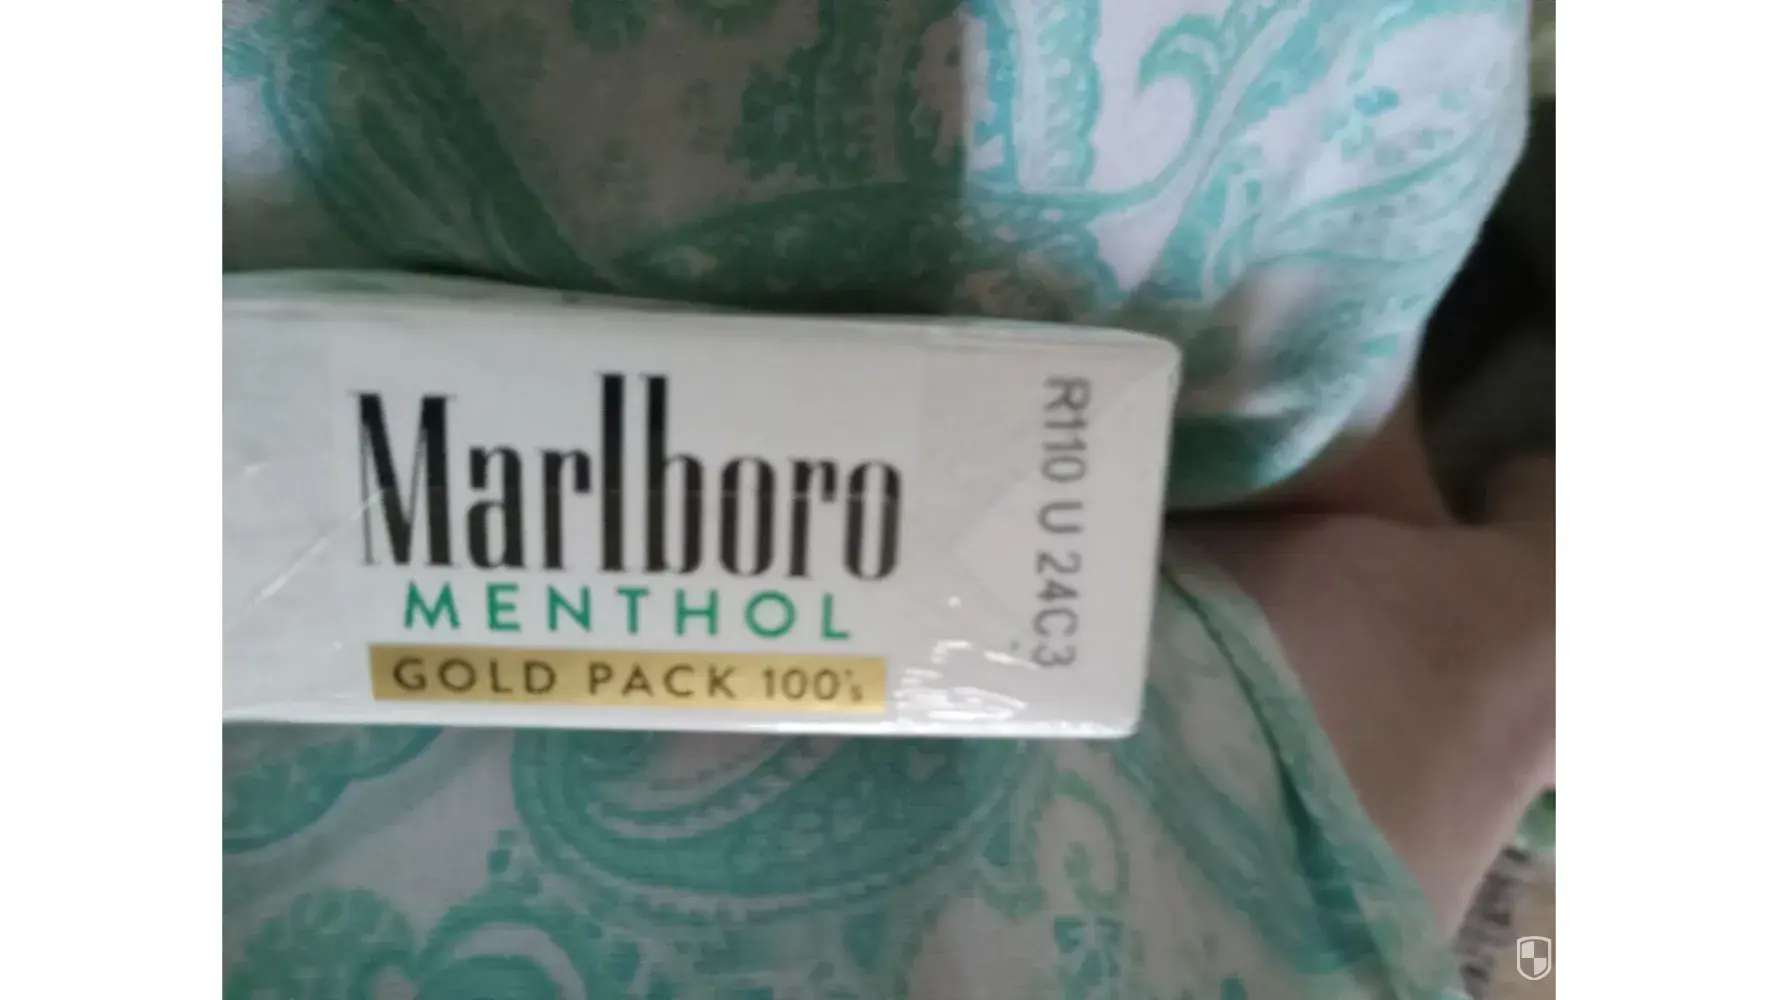 Marlboro
MENTHOL
GOLD PACK 100's
R110 U 24C3